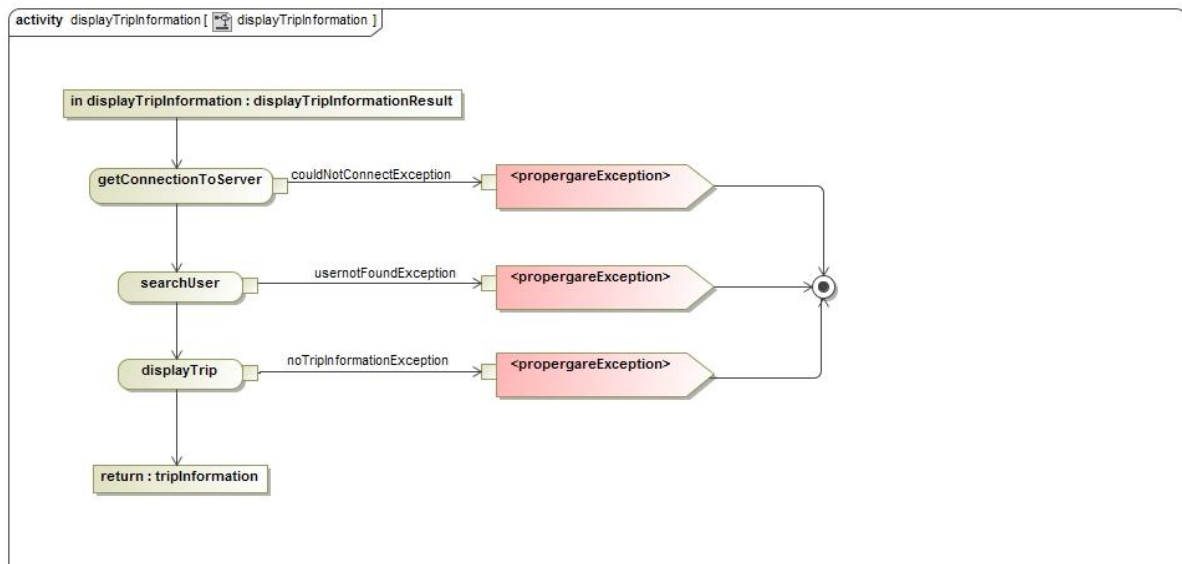 activity displayTripInformation [ displayTripInformation ]
in displayTripInformation : displayTripInformationResult
getConnectionToServer
couldNotConnectException
<propergareException>
searchUser
usernotFoundException
<propergareException>
displayTrip
noTripInformationException
<propergareException>
return : tripInformation